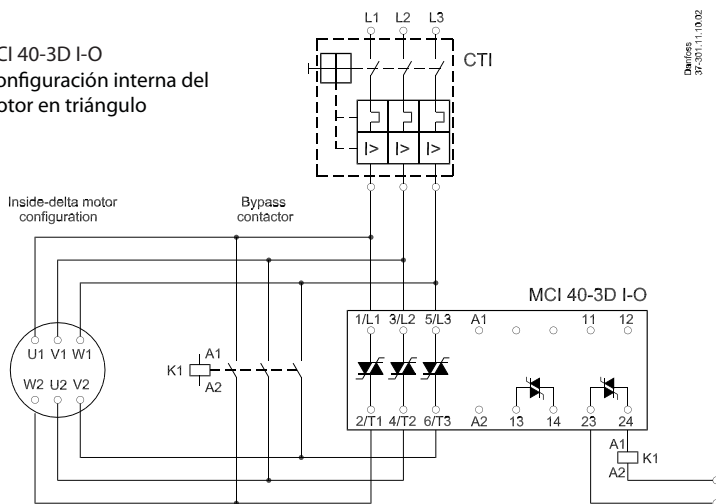 L1 L2 L3
CI 40-3D I-O
onfiguración interna del
otor en triángulo
CTI
Danfoss
37-301.11.10.02
I> I> I>
Inside-delta motor
configuration
Bypass
contactor
MCI 40-3D I-O
1/L1 3/L2 5/L3 A1 11 12
U1 V1 W1
K1 A1
A2
W2 U2 V2
2/T1 4/T2 6/T3 A2 13 14 23 24
A1
K1
A2